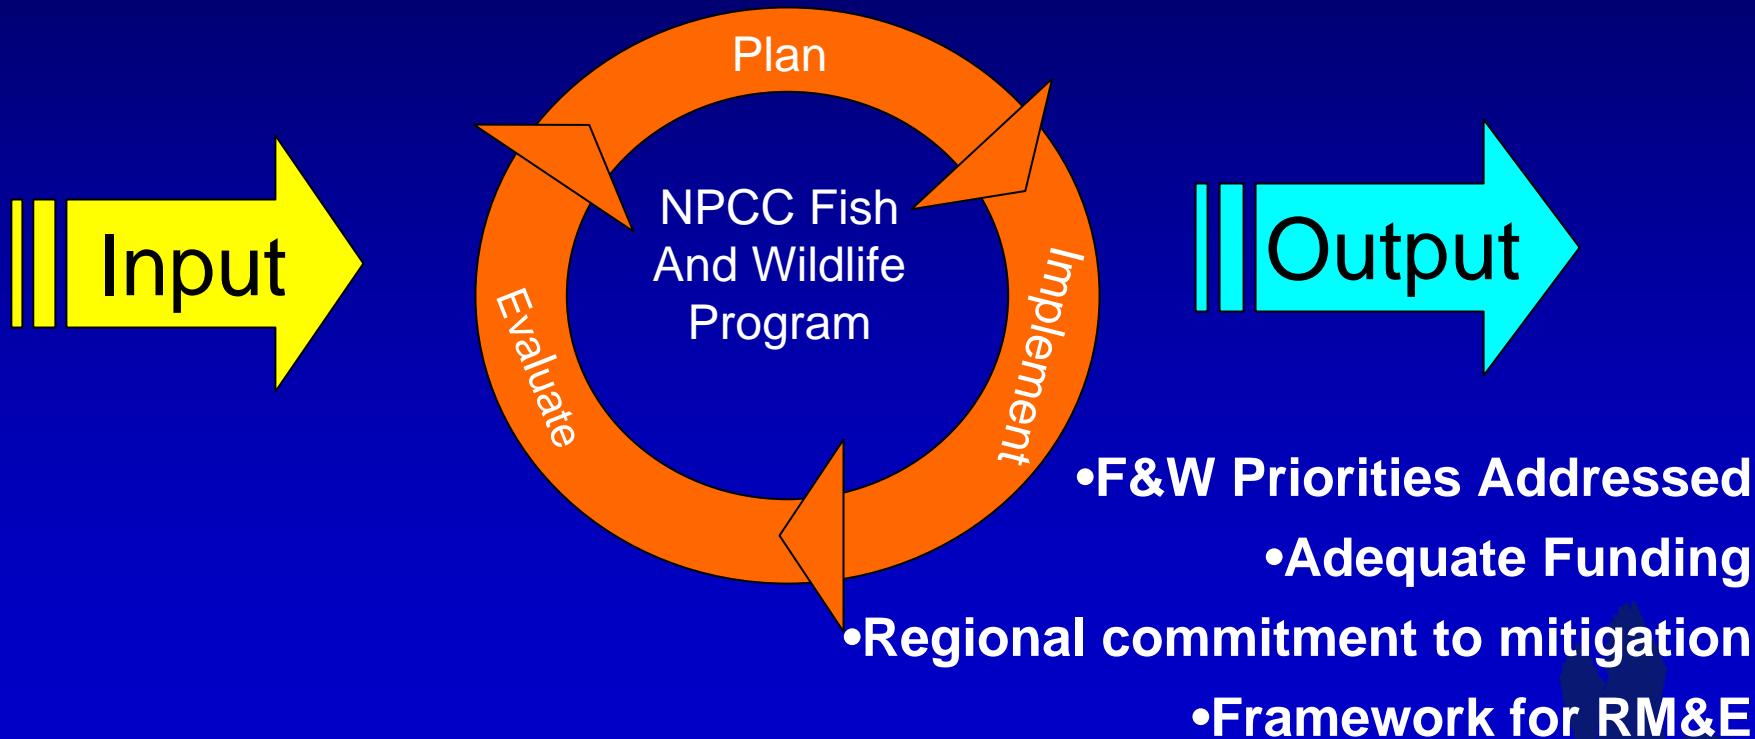 Plan
Input
NPCC Fish
And Wildlife
Program
Evaluate
Implement
Output
•F&W Priorities Addressed
•Adequate Funding
•Regional commitment to mitigation
•Framework for RM&E